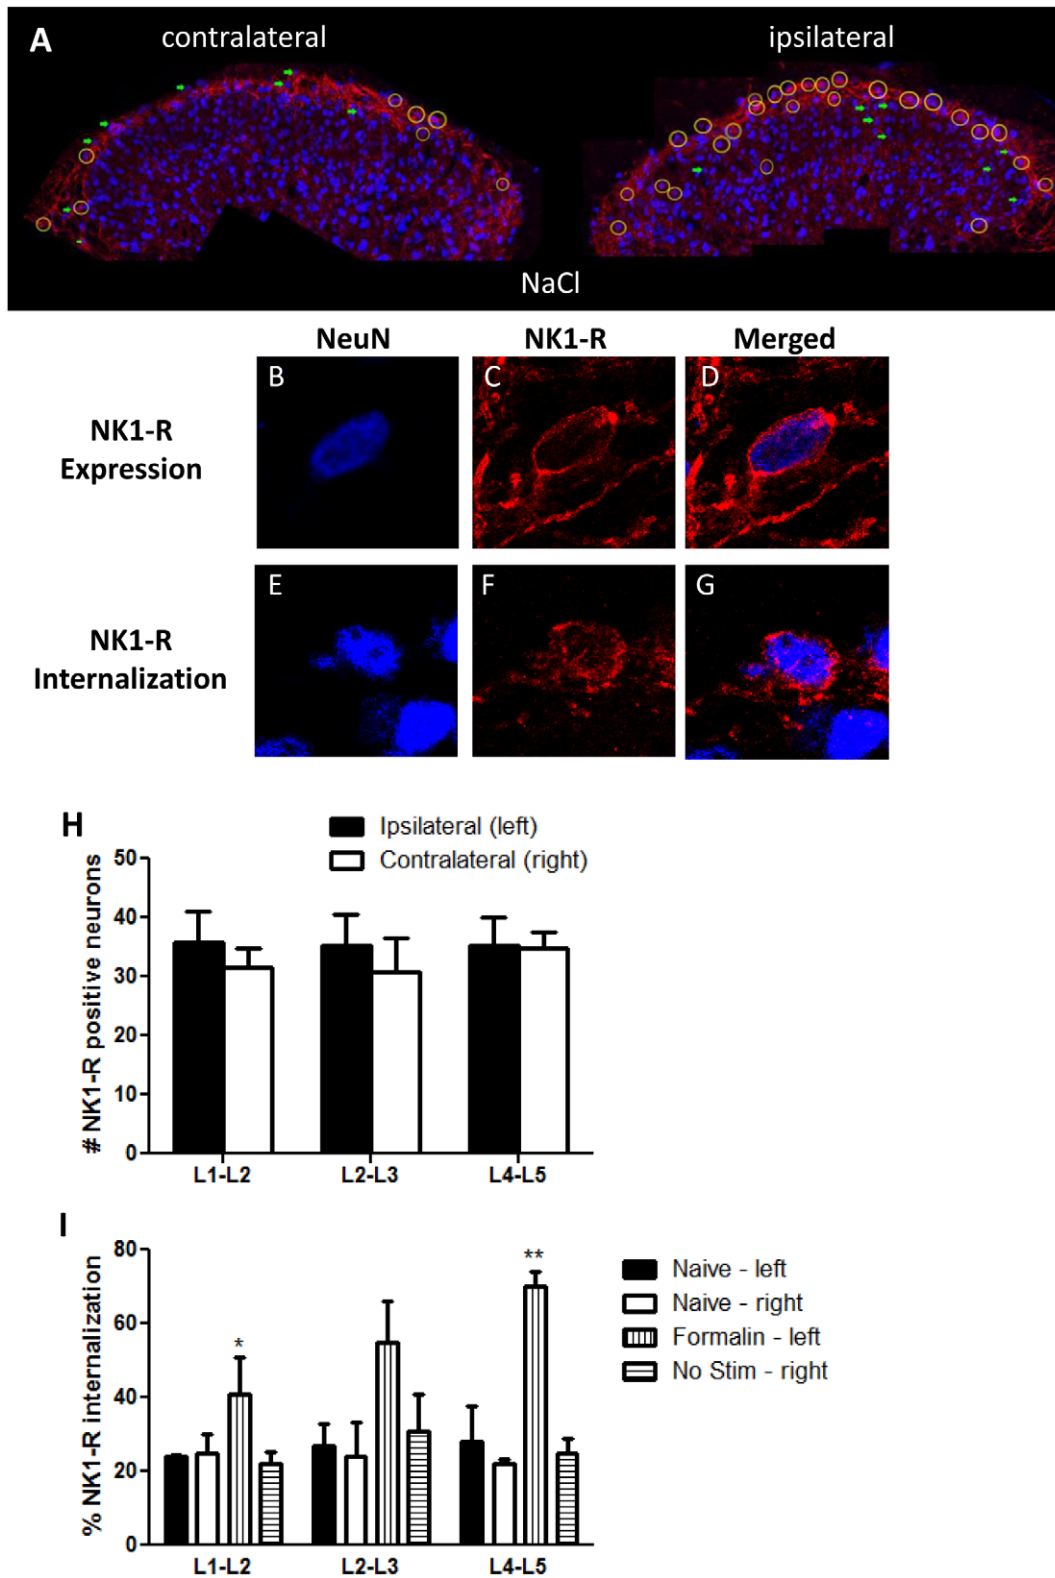 A
contralateral
ipsilateral
NaCl
NeuN
NK1-R
Merged
NK1-R
Expression
B
C
D
NK1-R
Internalization
E
F
G
H
Ipsilateral (left)
Contralateral (right)
# NK1-R positive neurons
50
40
30
20
10
0
L1-L2
L2-L3
L4-L5
I
% NK1-R internalization
80
60
40
20
0
*
**
L1-L2
L2-L3
L4-L5
Naive - left
Naive - right
Formalin - left
No Stim - right